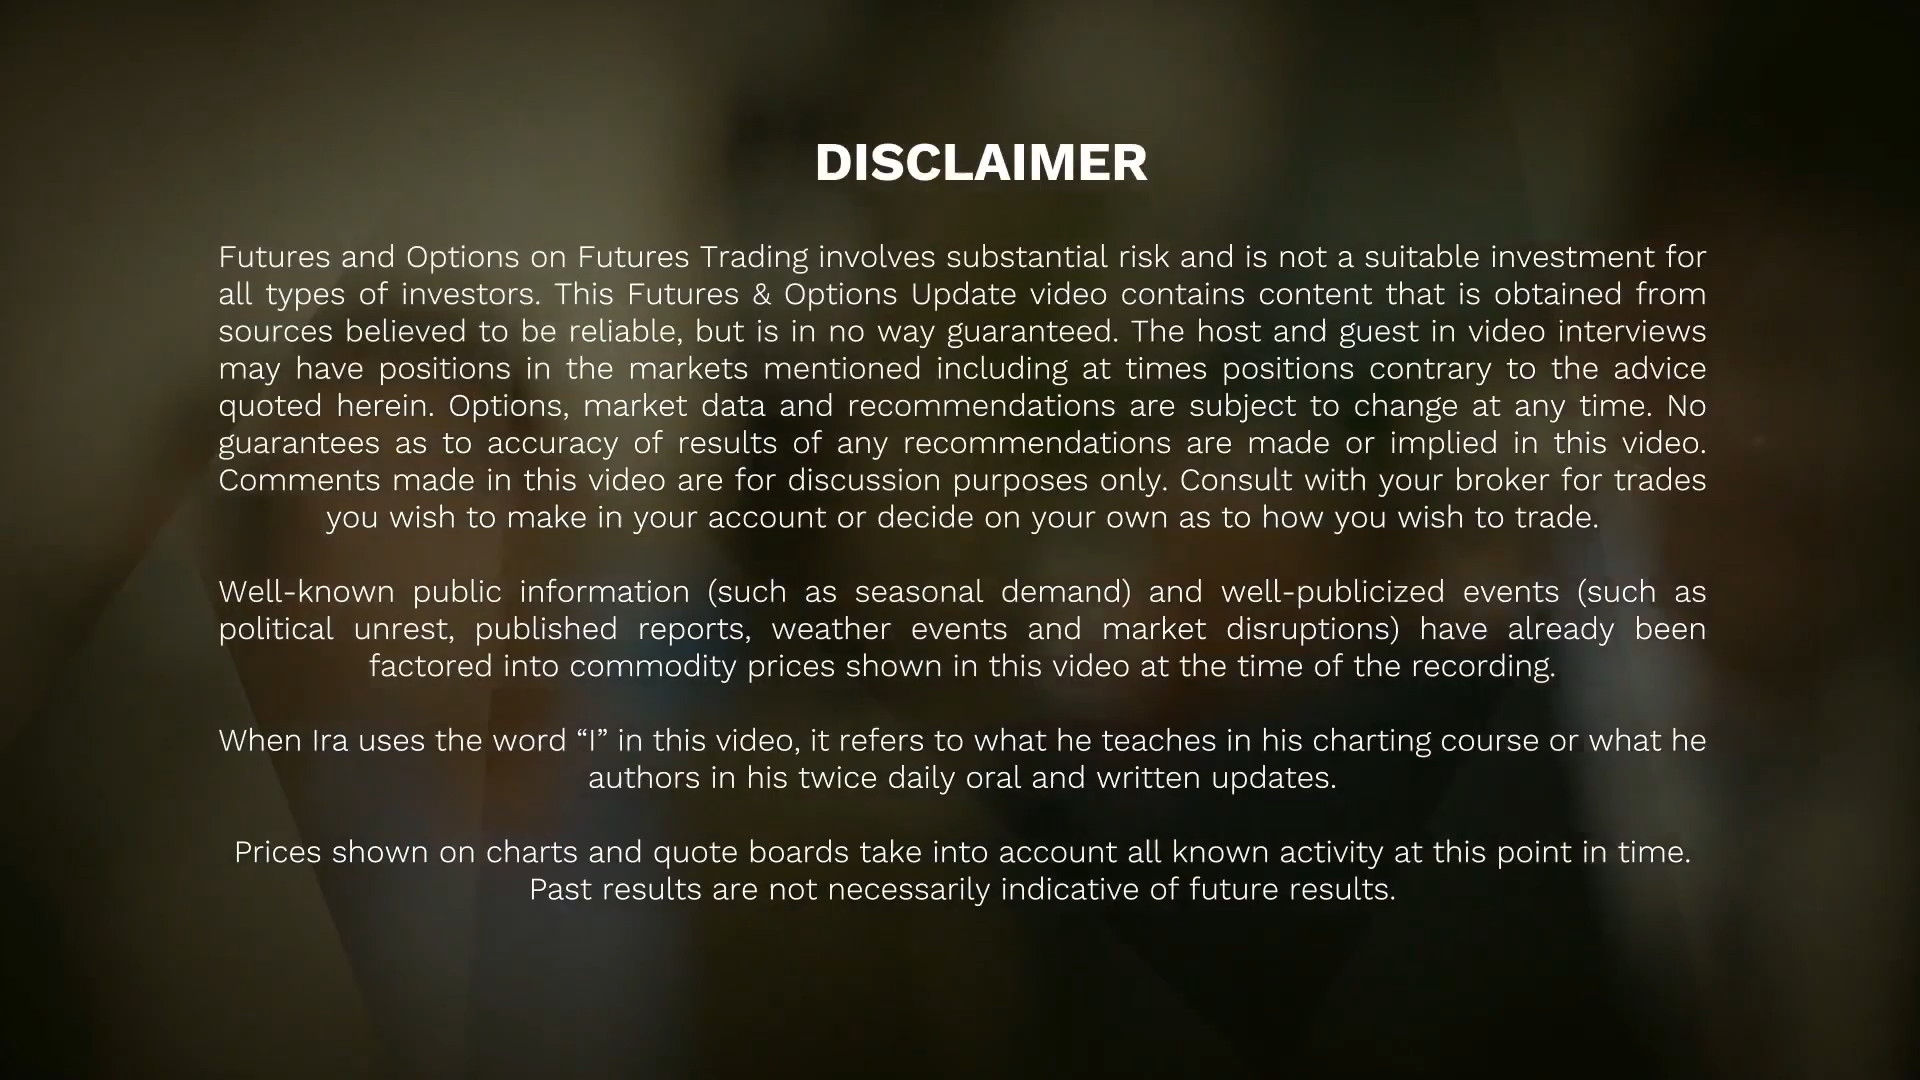 DISCLAIMER
Futures and Options on Futures Trading involves substantial risk and is not a suitable investment for
all types of investors. This Futures & Options Update video contains content that is obtained from
sources believed to be reliable, but is in no way guaranteed. The host and guest in video interviews
may have positions in the markets mentioned including at times positions contrary to the advice
quoted herein. Options, market data and recommendations are subject to change at any time. No
guarantees as to accuracy of results of any recommendations are made or implied in this video.
Comments made in this video are for discussion purposes only. Consult with your broker for trades
you wish to make in your account or decide on your own as to how you wish to trade.
Well-known public information (such as seasonal demand) and well-publicized events (such as
political unrest, published reports, weather events and market disruptions) have already been
factored into commodity prices shown in this video at the time of the recording.
When Ira uses the word “I” in this video, it refers to what he teaches in his charting course or what he
authors in his twice daily oral and written updates.
Prices shown on charts and quote boards take into account all known activity at this point in time.
Past results are not necessarily indicative of future results.